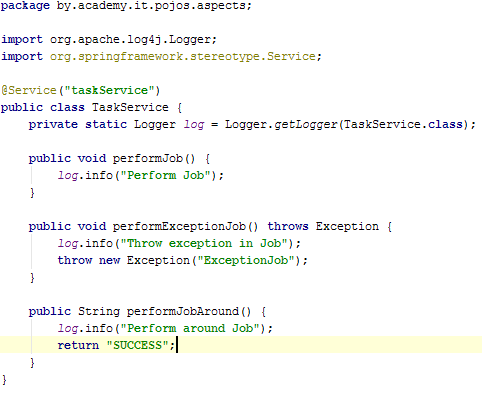 package by.academy.it.pojos.aspects;
import org.apache.log4j.Logger;
import org.springframework.stereotype.Service;
@Service("taskService")
public class TaskService {
private static Logger log = Logger.getLogger(TaskService.class);
public void performJob() {
log.info("Perform Job");
}
public void performExceptionJob() throws Exception {
log.info("Throw exception in Job");
throw new Exception("ExceptionJob");
}
public String performJobAround() {
log.info("Perform around Job");
return "SUCCESS";
}
}